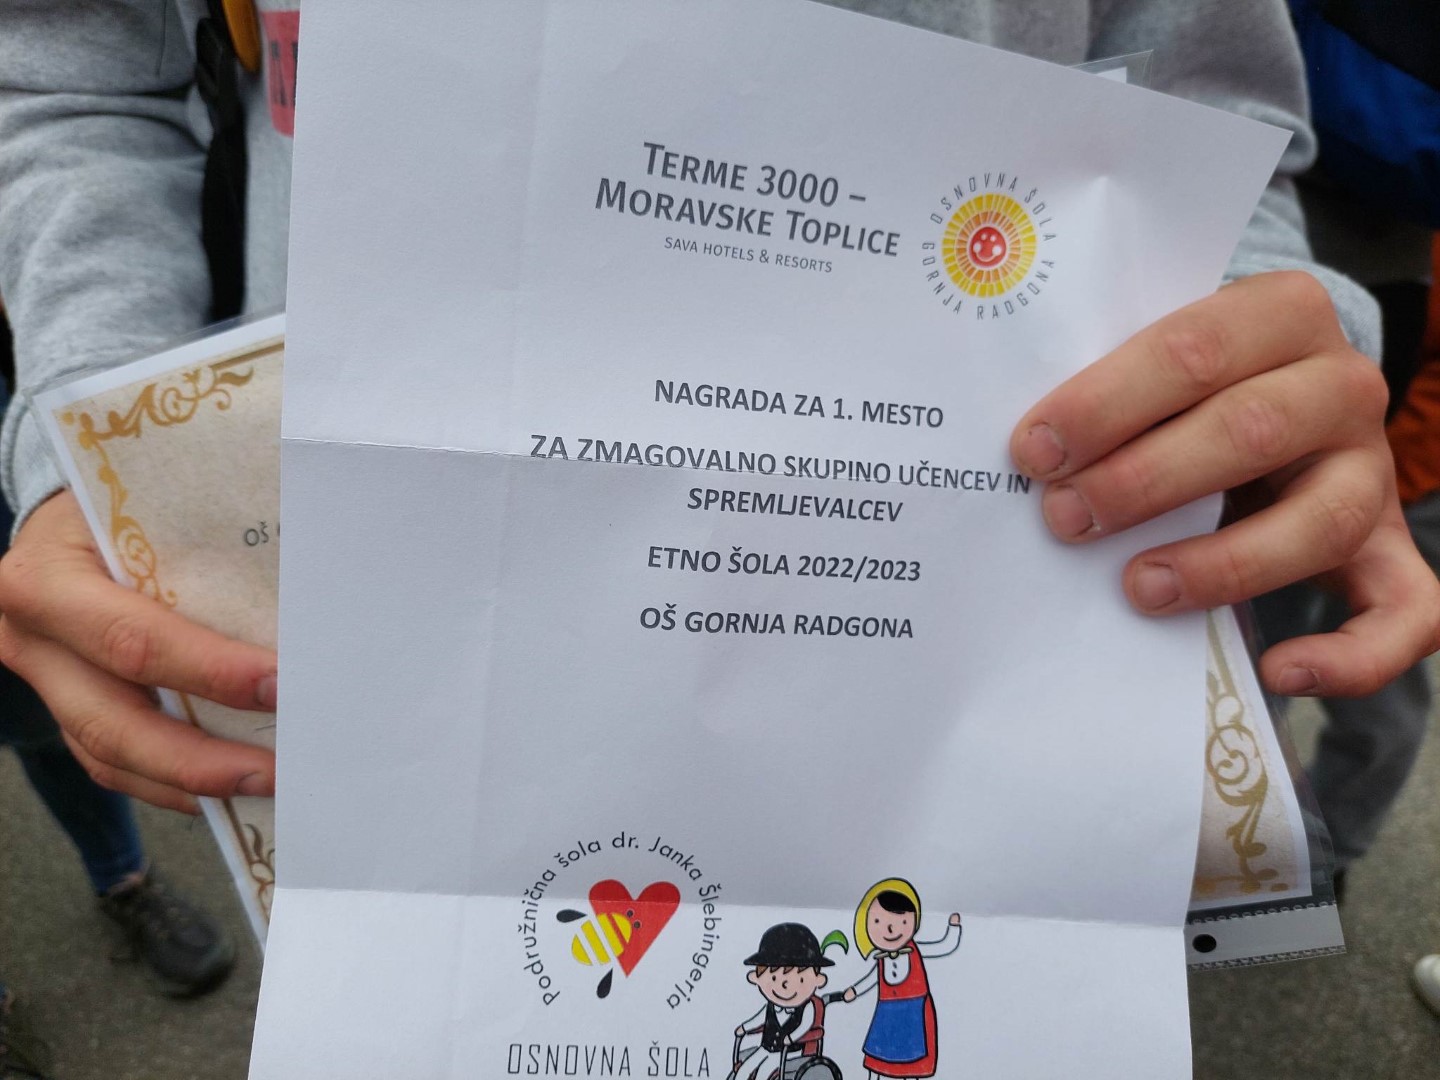 TERME 3000 –
MORAVSKE TOPLICE
SAVA HOTELS & RESORTS
OSNOVNA ŠOLA
GORNJA RADGONA
NAGRADA ZA 1. MESTO
ZA ZMAGOVALNO SKUPINO UČENCEV IN
SPREMLJEVALCEV
ETNO ŠOLA 2022/2023
OŠ GORNJA RADGONA
OŠ
Podružnična šola dr. Janka Šlebingerja
OSNOVNA ŠOLA